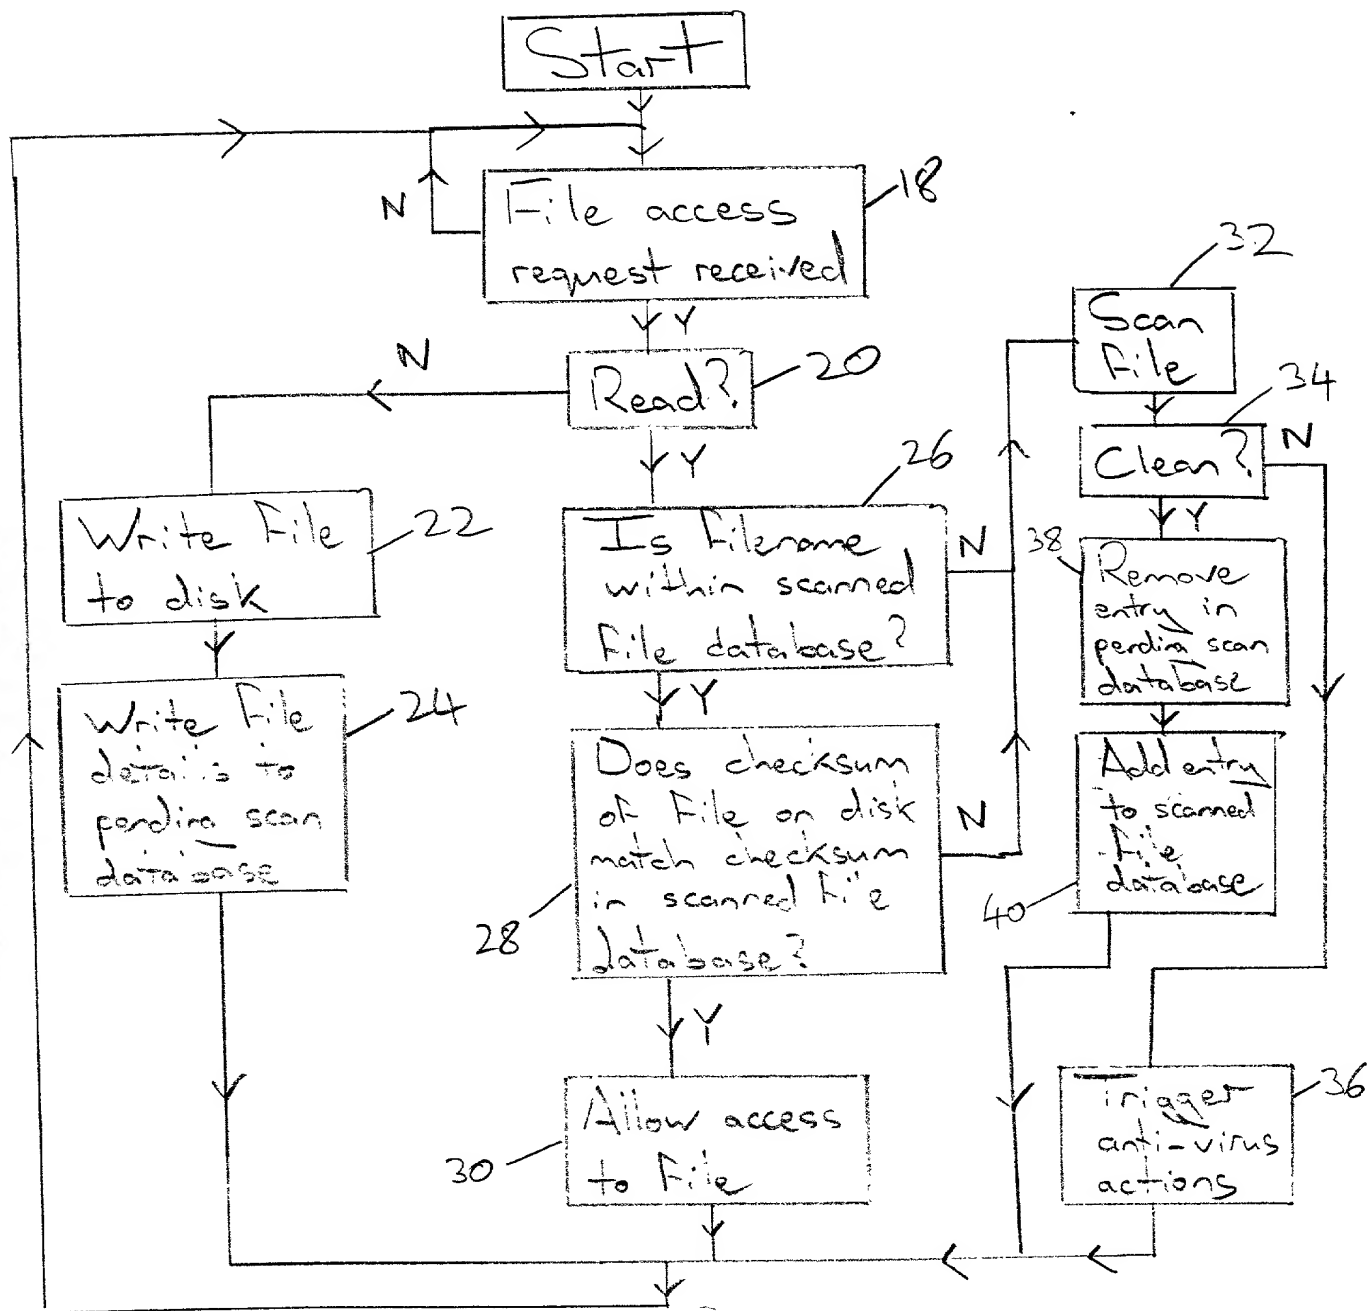 Start
N
File access
request received
18
Y
N
Read?
20
Y
Write File
to disk
22
Write File
details to
pending scan
database
24
Is Filename
within scanned
File database?
26
N
Y
Does checksum
of File on disk
match checksum
in scanned File
database?
28
N
Y
Allow access
to File
30
Scan
File
32
Clean?
34
N
Y
Remove
entry in
pending scan
database
38
Add entry
to scanned
File
database
40
Trigger
anti-virus
actions
36